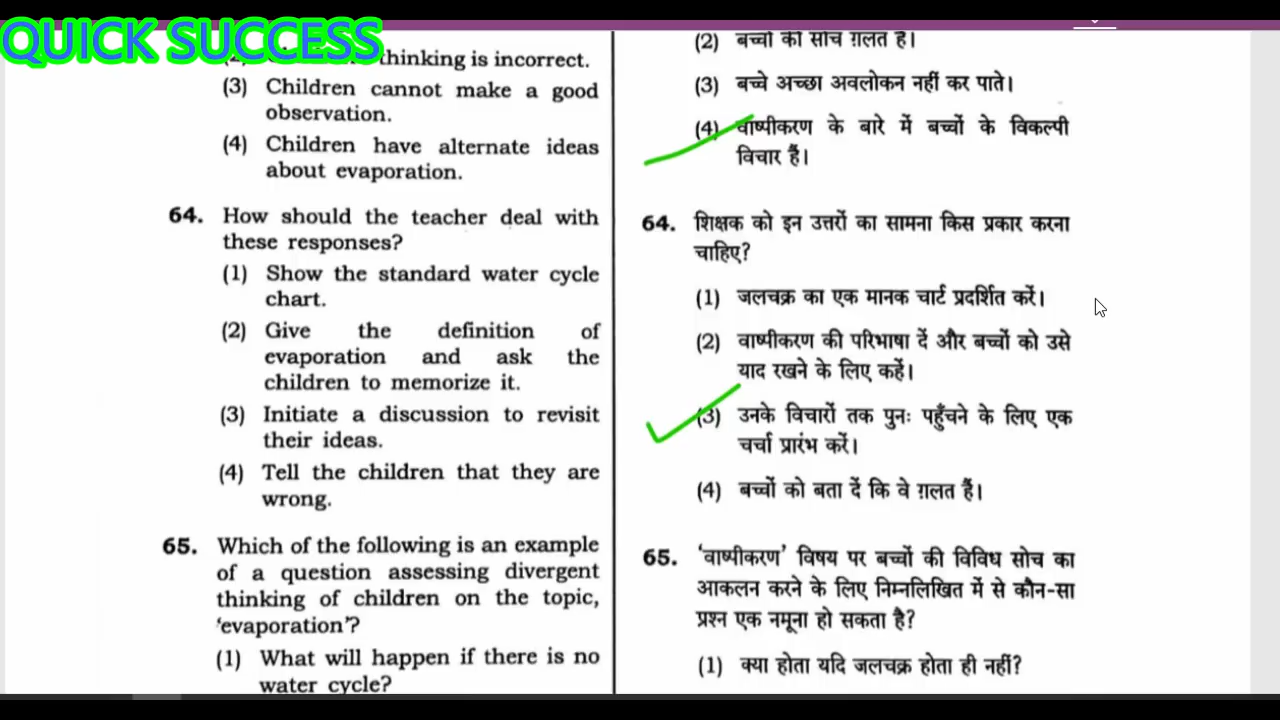 QUICK SUCCESS
thinking is incorrect.
(3) Children cannot make a good
observation.
(4) Children have alternate ideas
about evaporation.
64. How should the teacher deal with
these responses?
(1) Show the standard water cycle
chart.
(2) Give the definition of
evaporation and ask the
children to memorize it.
(3) Initiate a discussion to revisit
their ideas.
(4) Tell the children that they are
wrong.
65. Which of the following is an example
of a question assessing divergent
thinking of children on the topic,
‘evaporation’?
(1) What will happen if there is no
water cycle?
(2) बच्चों की सोच ग़लत है।
(3) बच्चे अच्छा अवलोकन नहीं कर पाते।
(4) वाष्पीकरण के बारे में बच्चों के विकल्पी
विचार हैं।
64. शिक्षक को इन उत्तरों का सामना किस प्रकार करना
चाहिए?
(1) जलचक्र का एक मानक चार्ट प्रदर्शित करें।
(2) वाष्पीकरण की परिभाषा दें और बच्चों को उसे
याद रखने के लिए कहें।
(3) उनके विचारों तक पुनः पहुँचने के लिए एक
चर्चा प्रारंभ करें।
(4) बच्चों को बता दें कि वे ग़लत हैं।
65. ‘वाष्पीकरण’ विषय पर बच्चों की विविध सोच का
आकलन करने के लिए निम्नलिखित में से कौन-सा
प्रश्न एक नमूना हो सकता है?
(1) क्या होता यदि जलचक्र होता ही नहीं?